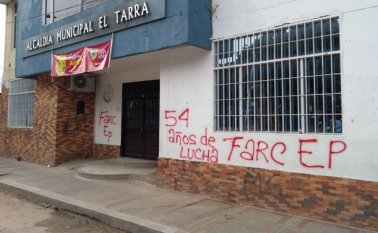 ALCALDIA MUNICIPAL EL TARRA
FARC
EP
54
años de
LUCHA FARC EP